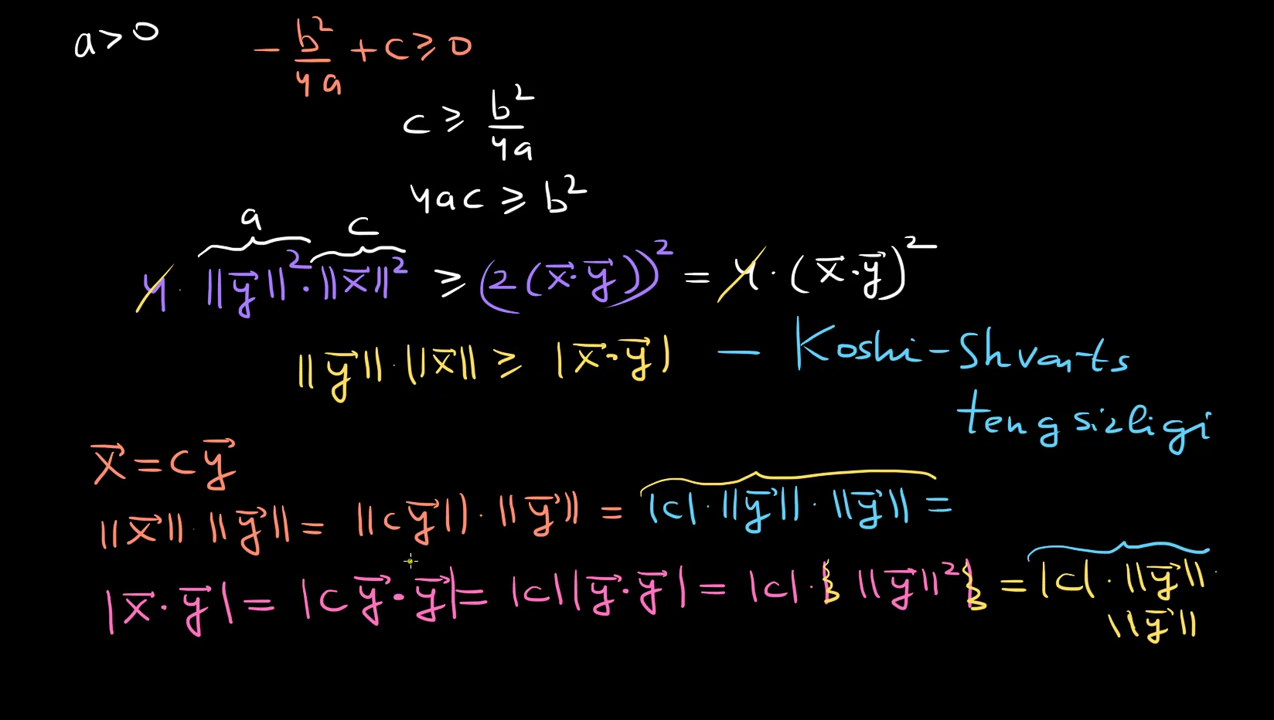 a > 0
-b²/4a + c ≥ 0
c ≥ b²/4a
4ac ≥ b²
a c
4 · ||y⃗||² · ||x⃗||² ≥ (2(x⃗·y⃗))² = 4 · (x⃗·y⃗)²
||y⃗|| · ||x⃗|| ≥ |x⃗·y⃗| — Koshi-Shvarts
tengsizligi
x⃗ = cy⃗
||x⃗|| · ||y⃗|| = ||cy⃗|| · ||y⃗|| = |c| · ||y⃗|| · ||y⃗|| =
|x⃗·y⃗| = |cy⃗·y⃗| = |c||y⃗·y⃗| = |c| · ||y⃗||² = |c| · ||y⃗|| ·
||y⃗||